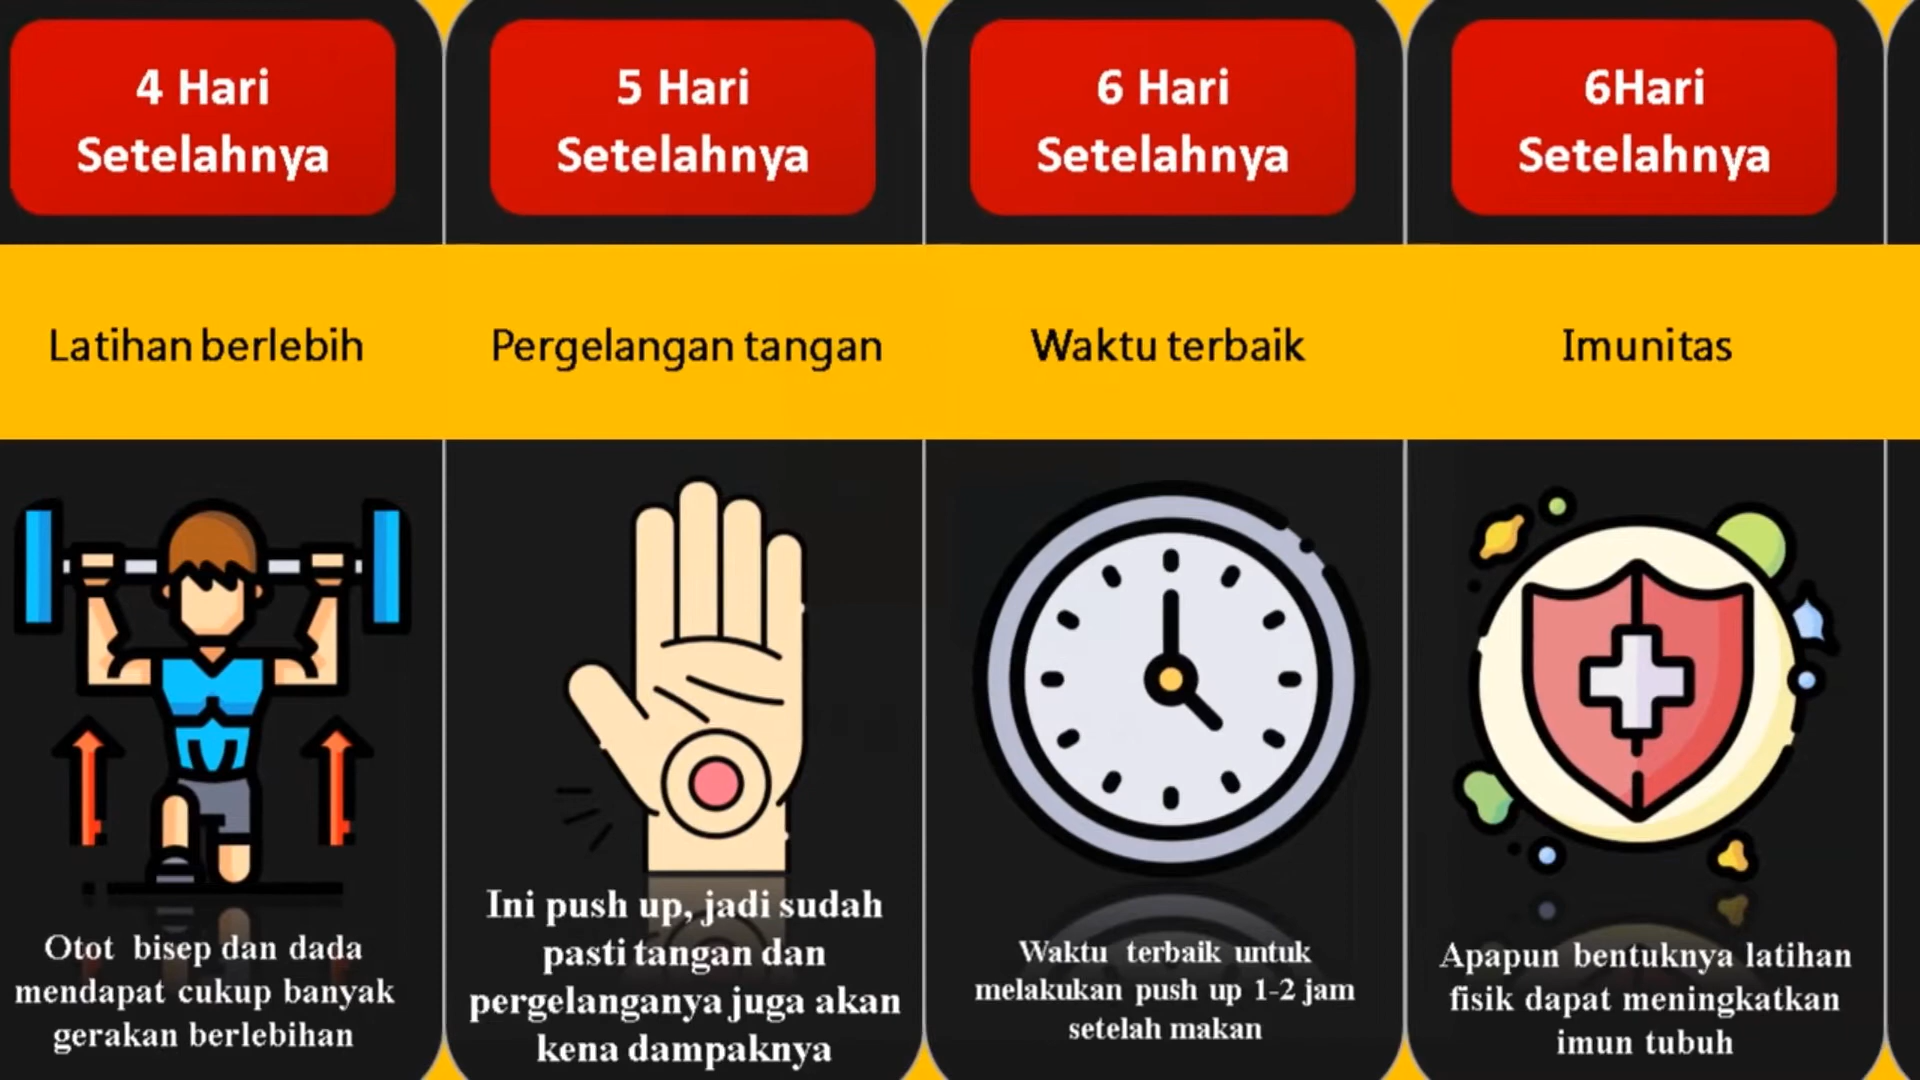 4 Hari
Setelahnya
Latihan berlebih
Otot bisep dan dada
mendapat cukup banyak
gerakan berlebihan
5 Hari
Setelahnya
Pergelangan tangan
Ini push up, jadi sudah
pasti tangan dan
pergelanganya juga akan
kena dampaknya
6 Hari
Setelahnya
Waktu terbaik
Waktu terbaik untuk
melakukan push up 1-2 jam
setelah makan
6Hari
Setelahnya
Imunitas
Apapun bentuknya latihan
fisik dapat meningkatkan
imun tubuh